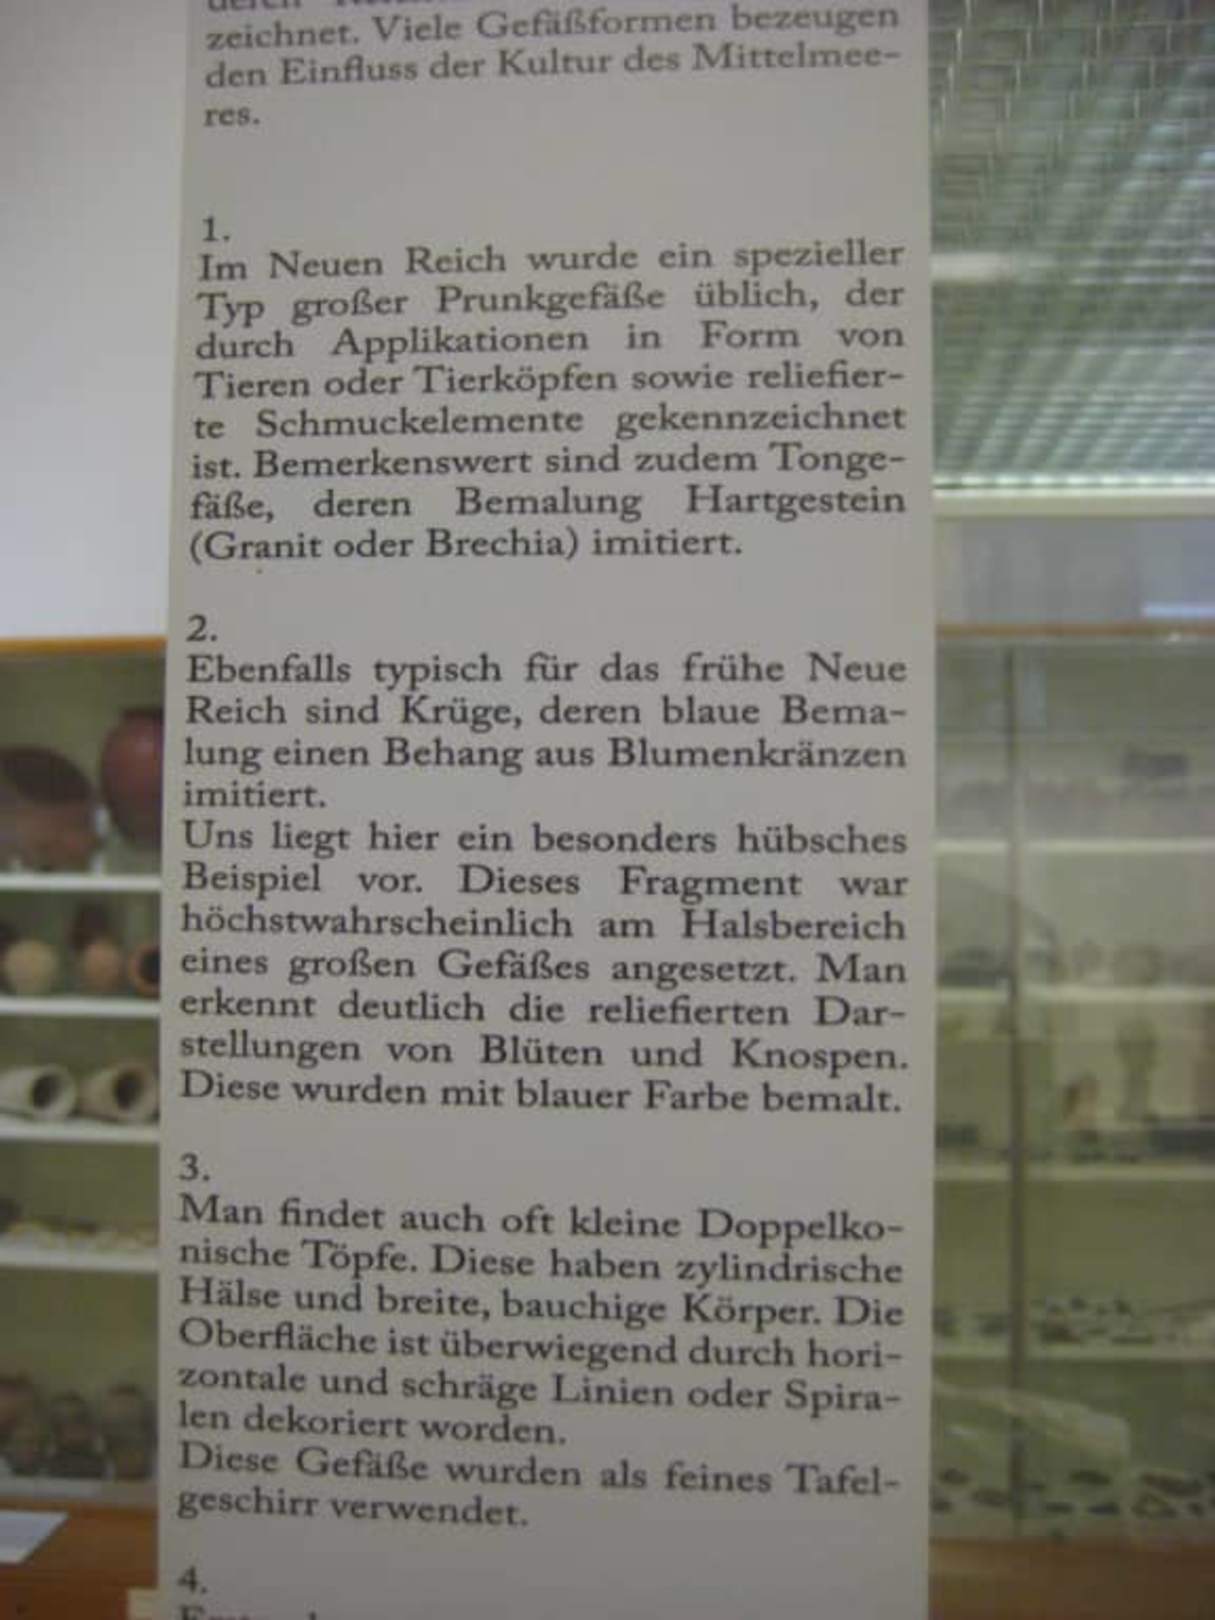 zeichnet. Viele Gefäßformen bezeugen
den Einfluss der Kultur des Mittelmee-
res.
1.
Im Neuen Reich wurde ein spezieller
Typ großer Prunkgefäße üblich, der
durch Applikationen in Form von
Tieren oder Tierköpfen sowie reliefier-
te Schmuckelemente gekennzeichnet
ist. Bemerkenswert sind zudem Tonge-
fäße, deren Bemalung Hartgestein
(Granit oder Brechia) imitiert.
2.
Ebenfalls typisch für das frühe Neue
Reich sind Krüge, deren blaue Bema-
lung einen Behang aus Blumenkränzen
imitiert.
Uns liegt hier ein besonders hübsches
Beispiel vor. Dieses Fragment war
höchstwahrscheinlich am Halsbereich
eines großen Gefäßes angesetzt. Man
erkennt deutlich die reliefierten Dar-
stellungen von Blüten und Knospen.
Diese wurden mit blauer Farbe bemalt.
3.
Man findet auch oft kleine Doppelko-
nische Töpfe. Diese haben zylindrische
Hälse und breite, bauchige Körper. Die
Oberfläche ist überwiegend durch hori-
zontale und schräge Linien oder Spira-
len dekoriert worden.
Diese Gefäße wurden als feines Tafel-
geschirr verwendet.
4.